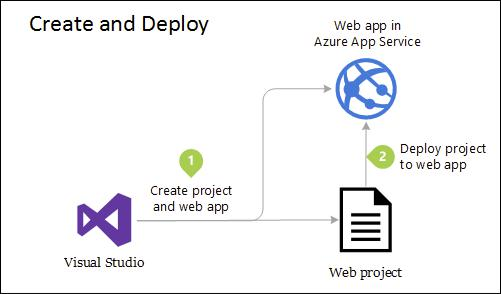 Create and Deploy
Web app in
Azure App Service
1
Create project
and web app
2
Deploy project
to web app
Visual Studio
Web project